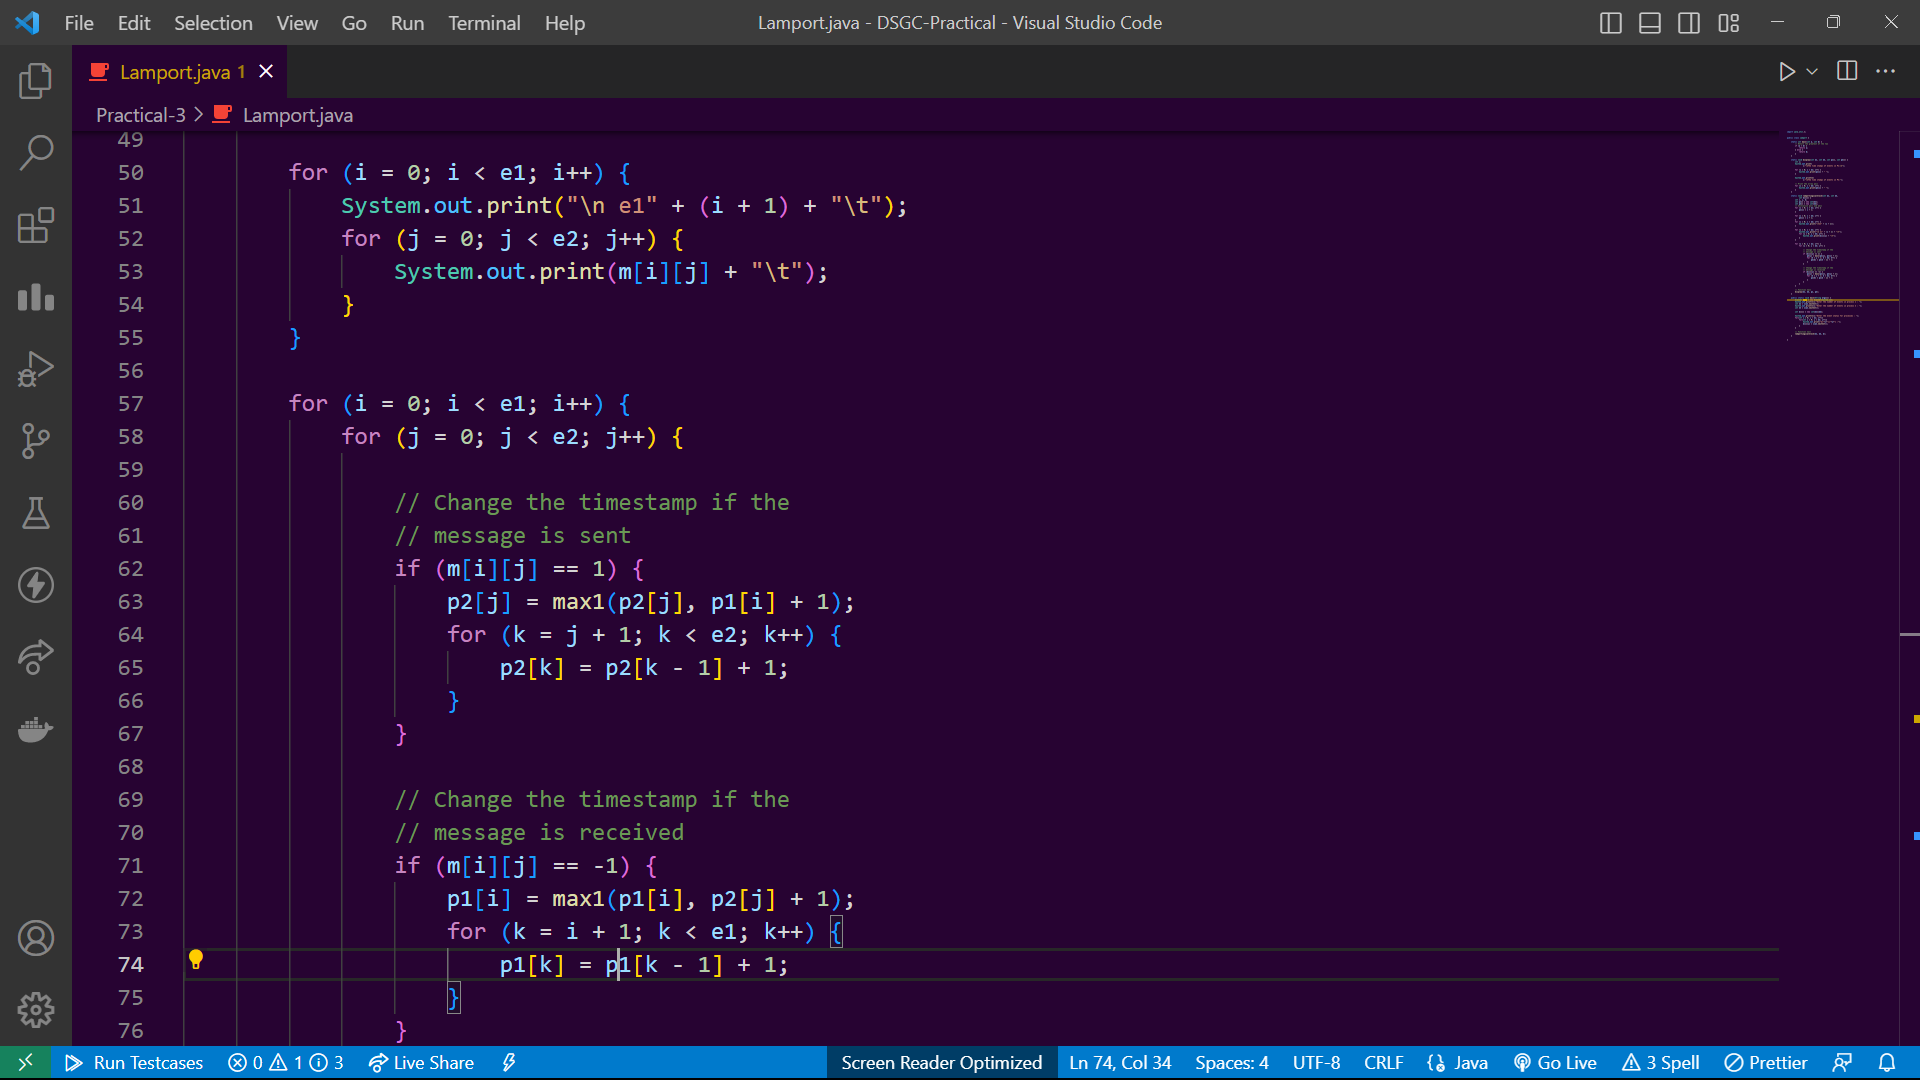 File Edit Selection View Go Run Terminal Help Lamport.java - DSGC-Practical - Visual Studio Code
Lamport.java 1
Practical-3 > Lamport.java
49
50 for (i = 0; i < e1; i++) {
51 System.out.print("\n e1" + (i + 1) + "\t");
52 for (j = 0; j < e2; j++) {
53 System.out.print(m[i][j] + "\t");
54 }
55 }
56
57 for (i = 0; i < e1; i++) {
58 for (j = 0; j < e2; j++) {
59
60 // Change the timestamp if the
61 // message is sent
62 if (m[i][j] == 1) {
63 p2[j] = max1(p2[j], p1[i] + 1);
64 for (k = j + 1; k < e2; k++) {
65 p2[k] = p2[k - 1] + 1;
66 }
67 }
68
69 // Change the timestamp if the
70 // message is received
71 if (m[i][j] == -1) {
72 p1[i] = max1(p1[i], p2[j] + 1);
73 for (k = i + 1; k < e1; k++) {
74 p1[k] = p1[k - 1] + 1;
75 }
76 }
Run Testcases 0 1 3 Live Share Screen Reader Optimized Ln 74, Col 34 Spaces: 4 UTF-8 CRLF Java Go Live 3 Spell Prettier